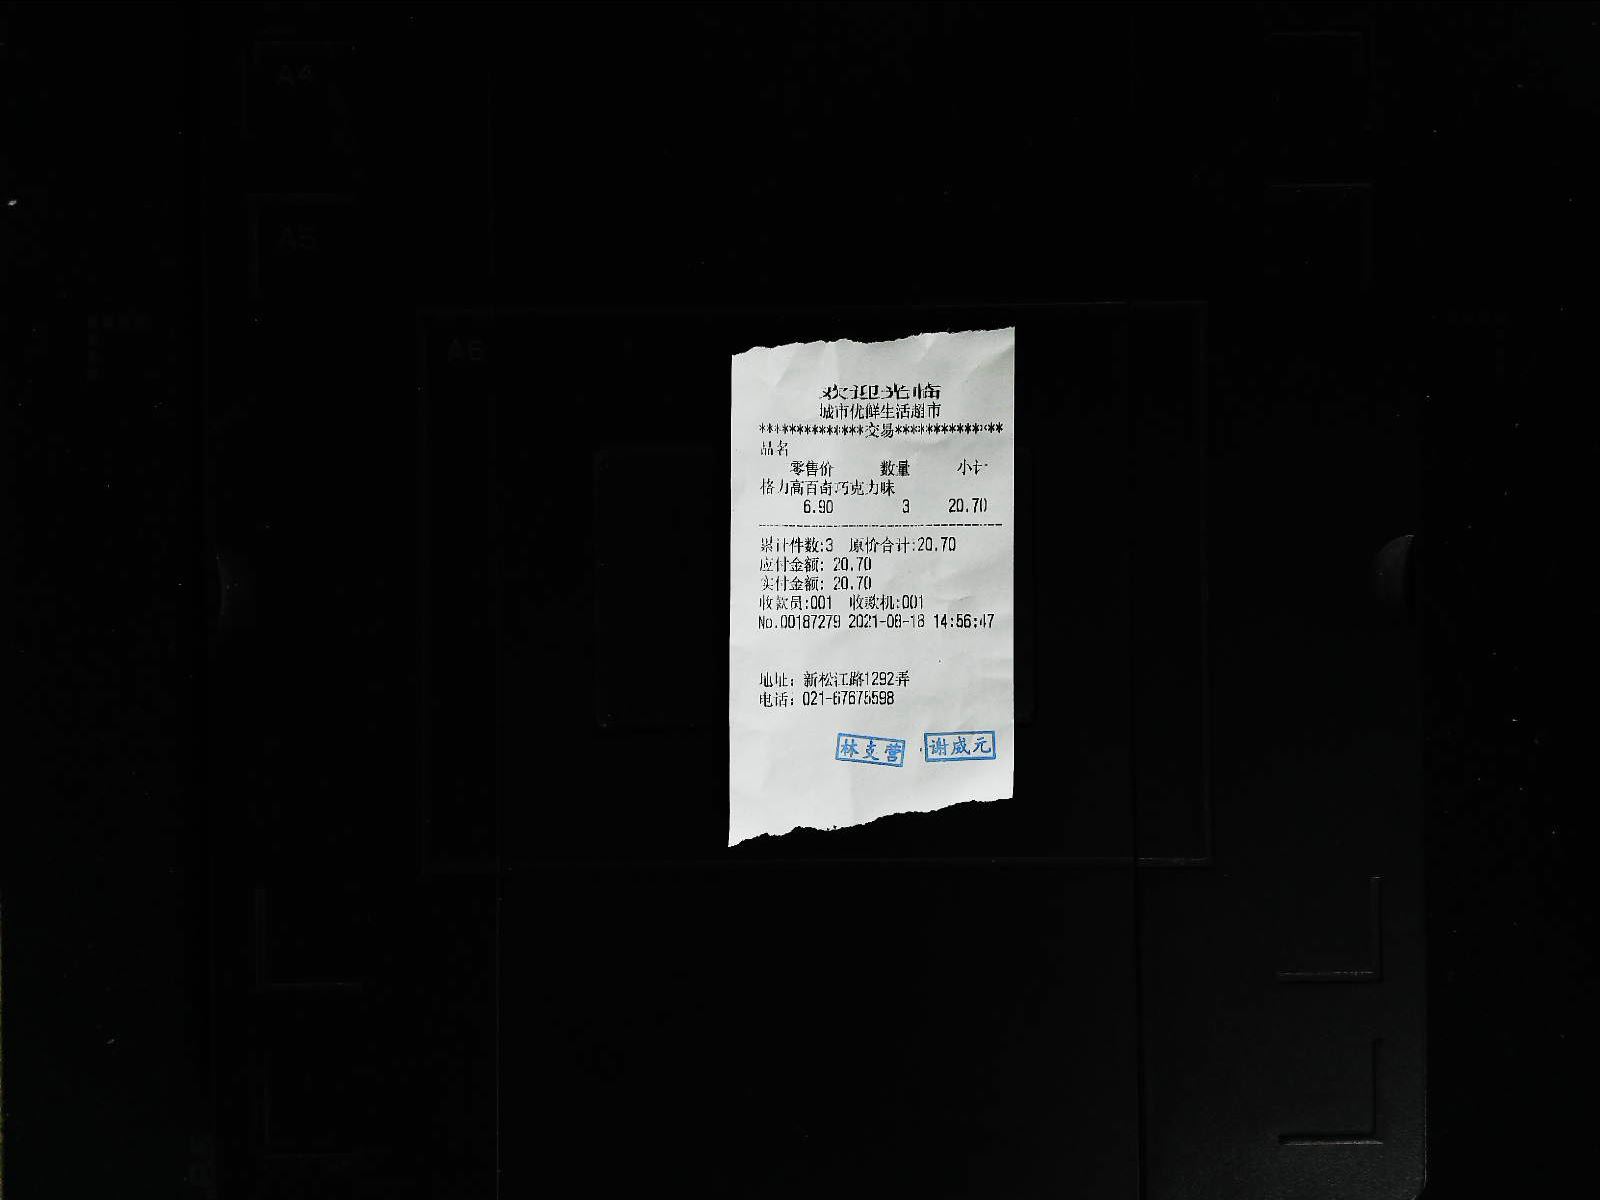 A4
A5
A6
欢迎光临
城市优鲜生活超市
**************交易**************
品名
零售价 数量 小计
格力高百奇巧克力味
6.90 3 20.70
累计件数:3 原价合计:20.70
应付金额: 20.70
实付金额: 20.70
收款员:001 收款机:001
No.00187279 2021-08-18 14:56:47
地址: 新松江路1292弄
电话: 021-67675598
林支营 谢威元